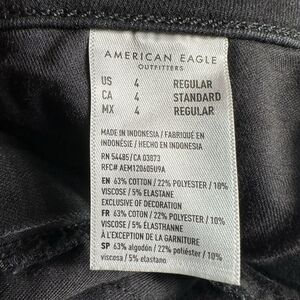 AMERICAN EAGLE
OUTFITTERS
US 4 REGULAR
CA 4 STANDARD
MX 4 REGULAR
MADE IN INDONESIA / FABRIQUÉ EN
INDONÉSIE / HECHO EN INDONESIA
RN 54485/CA 03873
RFC# AEM120605U9A
EN 63% COTTON / 22% POLYESTER / 10%
VISCOSE / 5% ELASTANE
EXCLUSIVE OF DECORATION
FR 63% COTON / 22% POLYESTER / 10%
VISCOSE / 5% ÉLASTHANNE
À L'EXCEPTION DE LA GARNITURE
SP 63% algodón / 22% poliéster / 10%
viscosa / 5% elastano